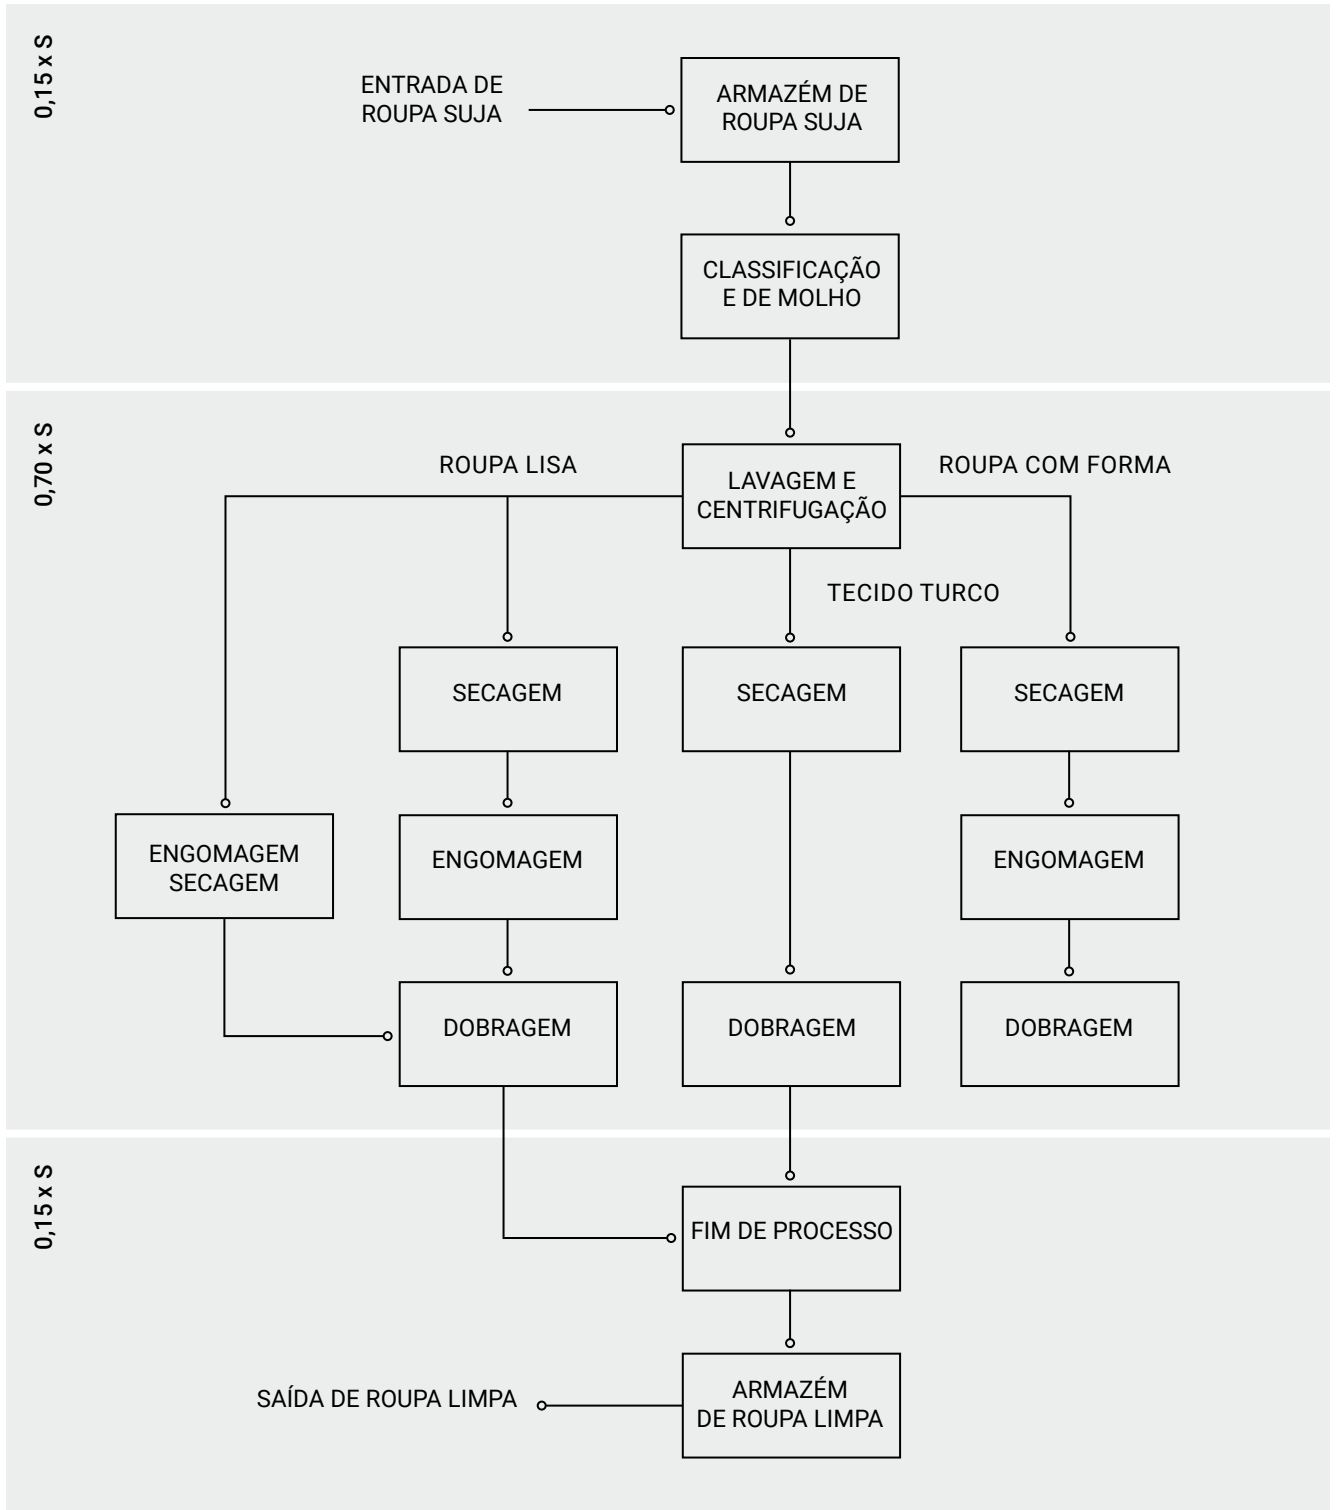 0,15 x S
ENTRADA DE
ROUPA SUJA
ARMAZÉM DE
ROUPA SUJA
CLASSIFICAÇÃO
E DE MOLHO
0,70 x S
ROUPA LISA
LAVAGEM E
CENTRIFUGAÇÃO
ROUPA COM FORMA
TECIDO TURCO
SECAGEM
SECAGEM
SECAGEM
ENGOMAGEM
SECAGEM
ENGOMAGEM
ENGOMAGEM
DOBRAGEM
DOBRAGEM
DOBRAGEM
0,15 x S
FIM DE PROCESSO
SAÍDA DE ROUPA LIMPA
ARMAZÉM
DE ROUPA LIMPA